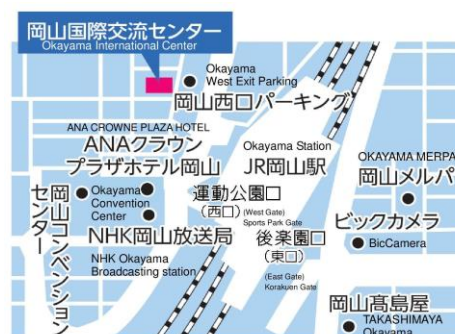 岡山国際交流センター
Okayama International Center
Okayama
West Exit Parking
岡山西口パーキング
ANA CROWNE PLAZA HOTEL
ANAクラウン
プラザホテル岡山
Okayama Station
JR岡山駅
OKAYAMA MERPA
岡山メルパ
岡山コンベンション
センター
Okayama
Convention
Center
運動公園口
(西口)
(West Gate)
Sports Park Gate
ビックカメラ
BicCamera
NHK岡山放送局
NHK Okayama
Broadcasting station
後楽園口
(東口)
(East Gate)
Korakuen Gate
岡山髙島屋
TAKASHIMAYA
Okayama